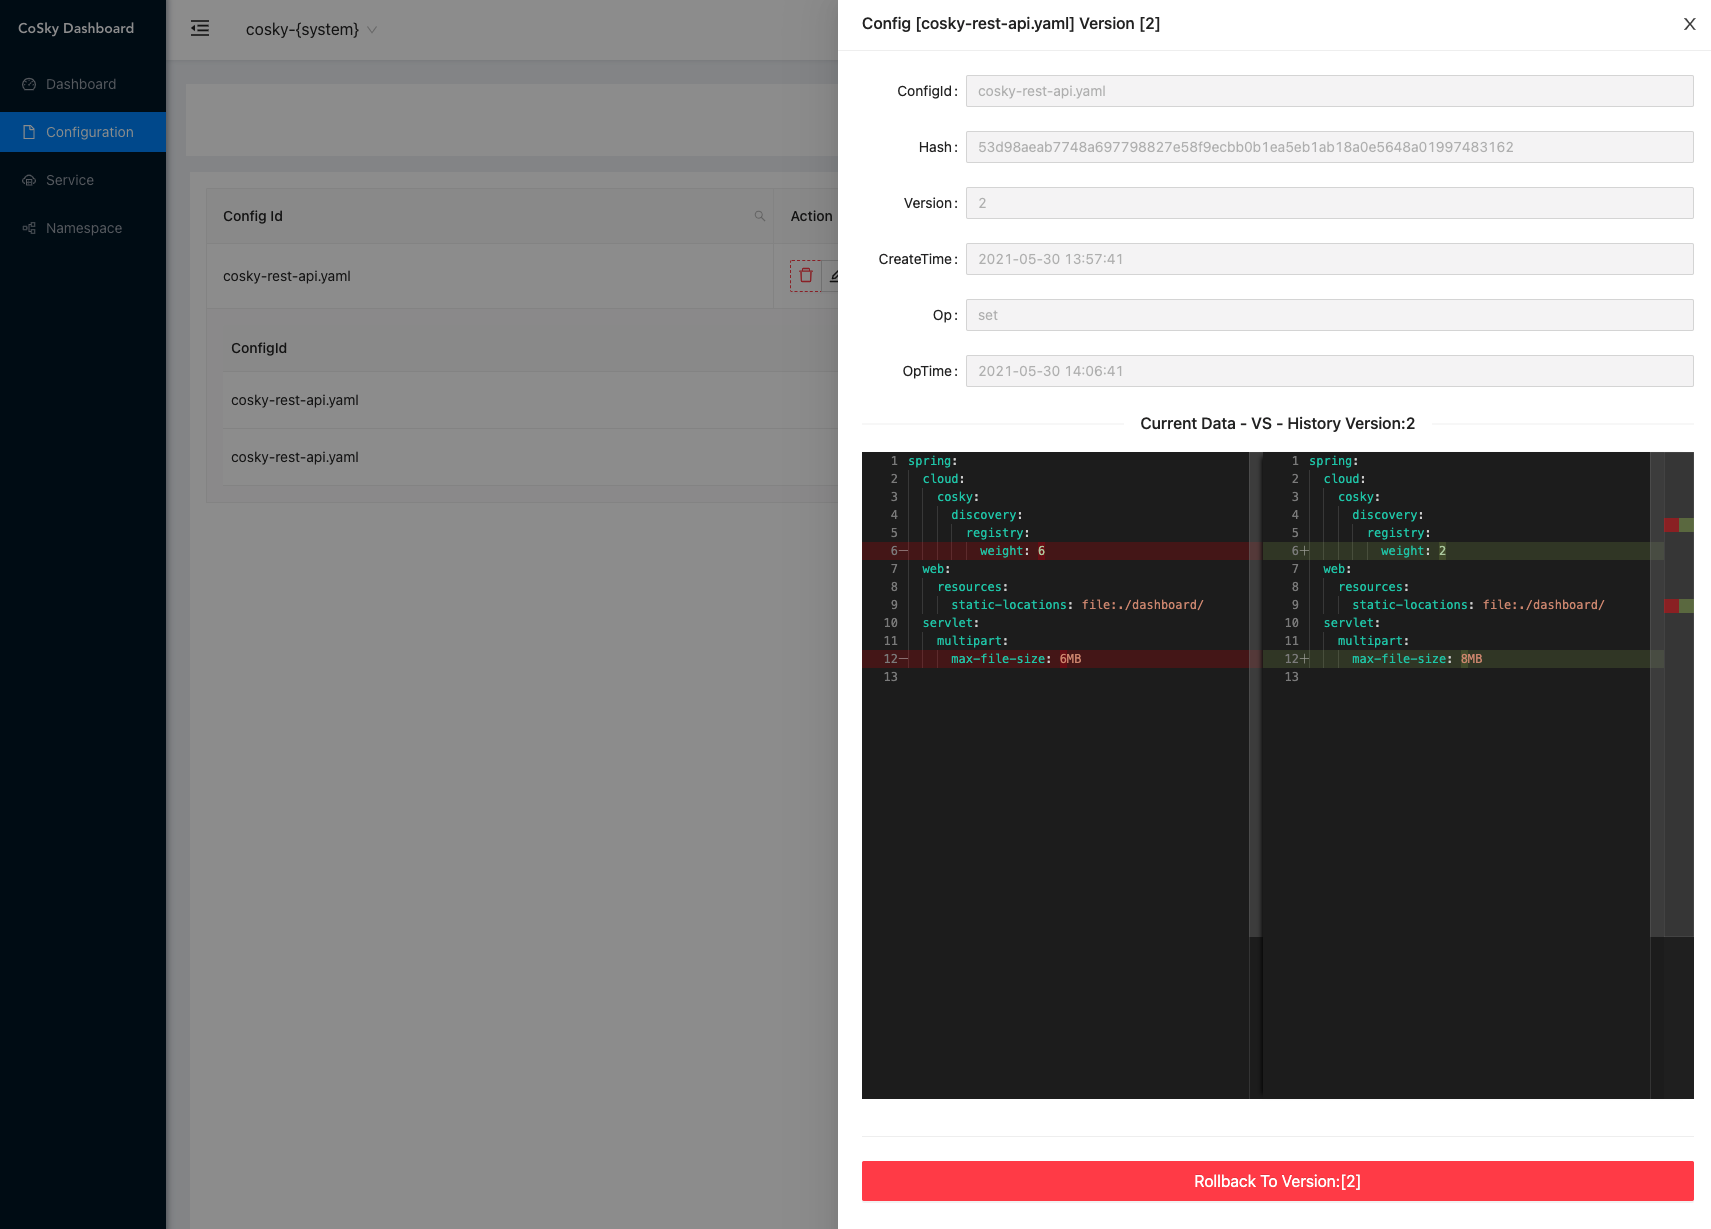 CoSky Dashboard
Dashboard
Configuration
Service
Namespace
cosky-{system}
Config Id
Action
cosky-rest-api.yaml
ConfigId
cosky-rest-api.yaml
cosky-rest-api.yaml
Config [cosky-rest-api.yaml] Version [2]
ConfigId: cosky-rest-api.yaml
Hash: 53d98aeab7748a697798827e58f9ecbb0b1ea5eb1ab18a0e5648a01997483162
Version: 2
CreateTime: 2021-05-30 13:57:41
Op: set
OpTime: 2021-05-30 14:06:41
Current Data - VS - History Version:2
1 spring:
2 cloud:
3 cosky:
4 discovery:
5 registry:
6— weight: 6
7 web:
8 resources:
9 static-locations: file:./dashboard/
10 servlet:
11 multipart:
12— max-file-size: 6MB
13
1 spring:
2 cloud:
3 cosky:
4 discovery:
5 registry:
6+ weight: 2
7 web:
8 resources:
9 static-locations: file:./dashboard/
10 servlet:
11 multipart:
12+ max-file-size: 8MB
13
Rollback To Version:[2]